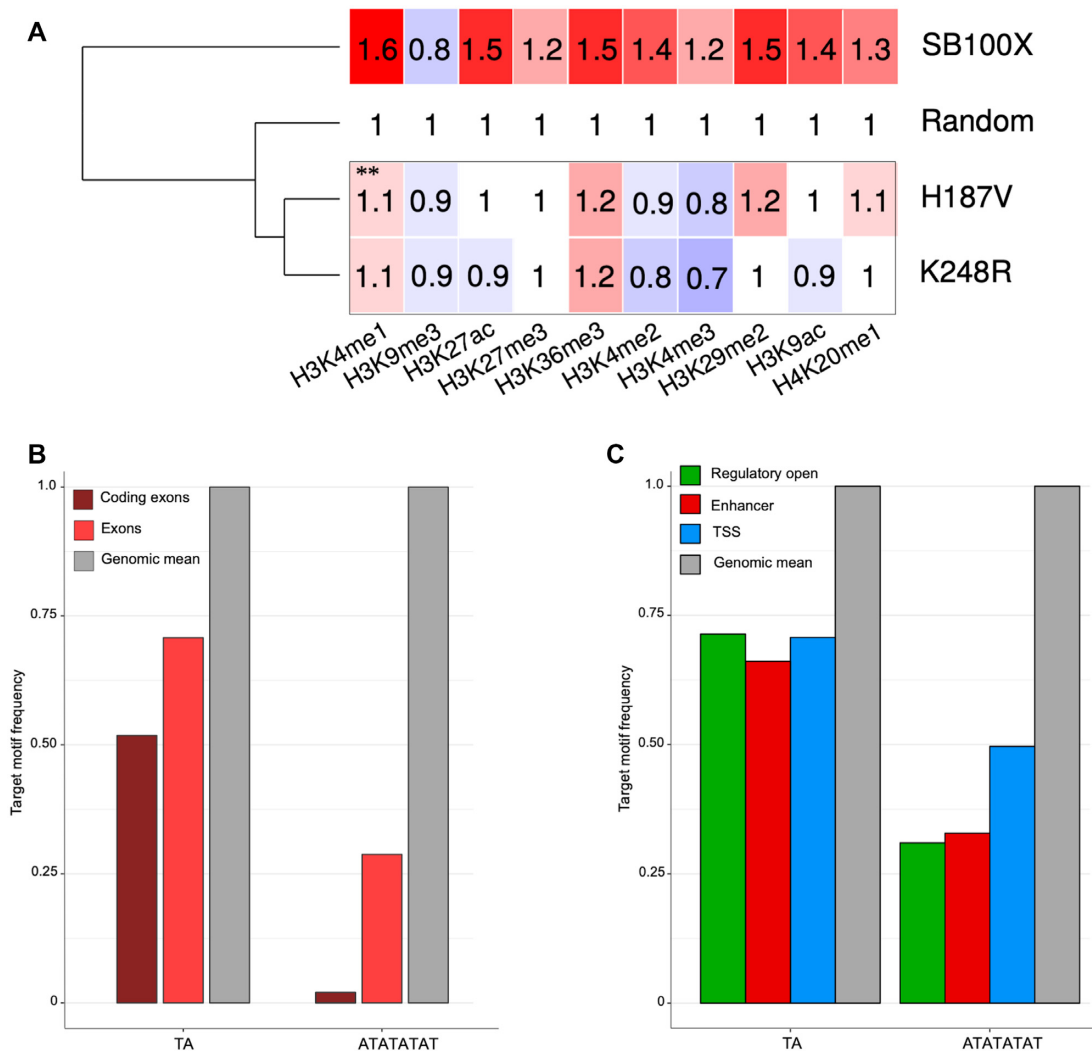 A
1.6 0.8 1.5 1.2 1.5 1.4 1.2 1.5 1.4 1.3 SB100X
1 1 1 1 1 1 1 1 1 1 Random
**
1.1 0.9 1 1 1.2 0.9 0.8 1.2 1 1.1 H187V
1.1 0.9 0.9 1 1.2 0.8 0.7 1 0.9 1 K248R
H3K4me1 H3K9me3 H3K27ac H3K27me3 H3K36me3 H3K4me2 H3K4me3 H3K29me2 H3K9ac H4K20me1
B
Coding exons
Exons
Genomic mean
Target motif frequency
1.0
0.75
0.50
0.25
0
TA ATATATAT
C
Regulatory open
Enhancer
TSS
Genomic mean
Target motif frequency
1.0
0.75
0.50
0.25
0
TA ATATATAT